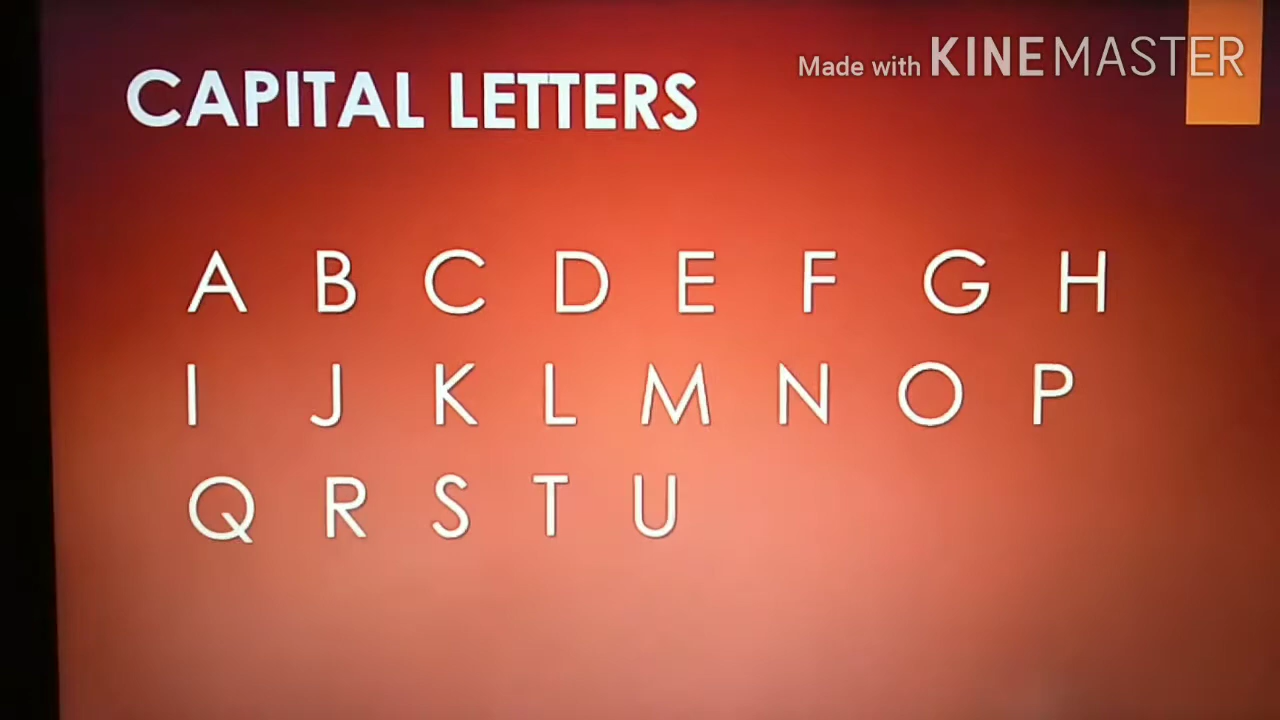 Made with KINEMASTER
CAPITAL LETTERS
A B C D E F G H
I J K L M N O P
Q R S T U